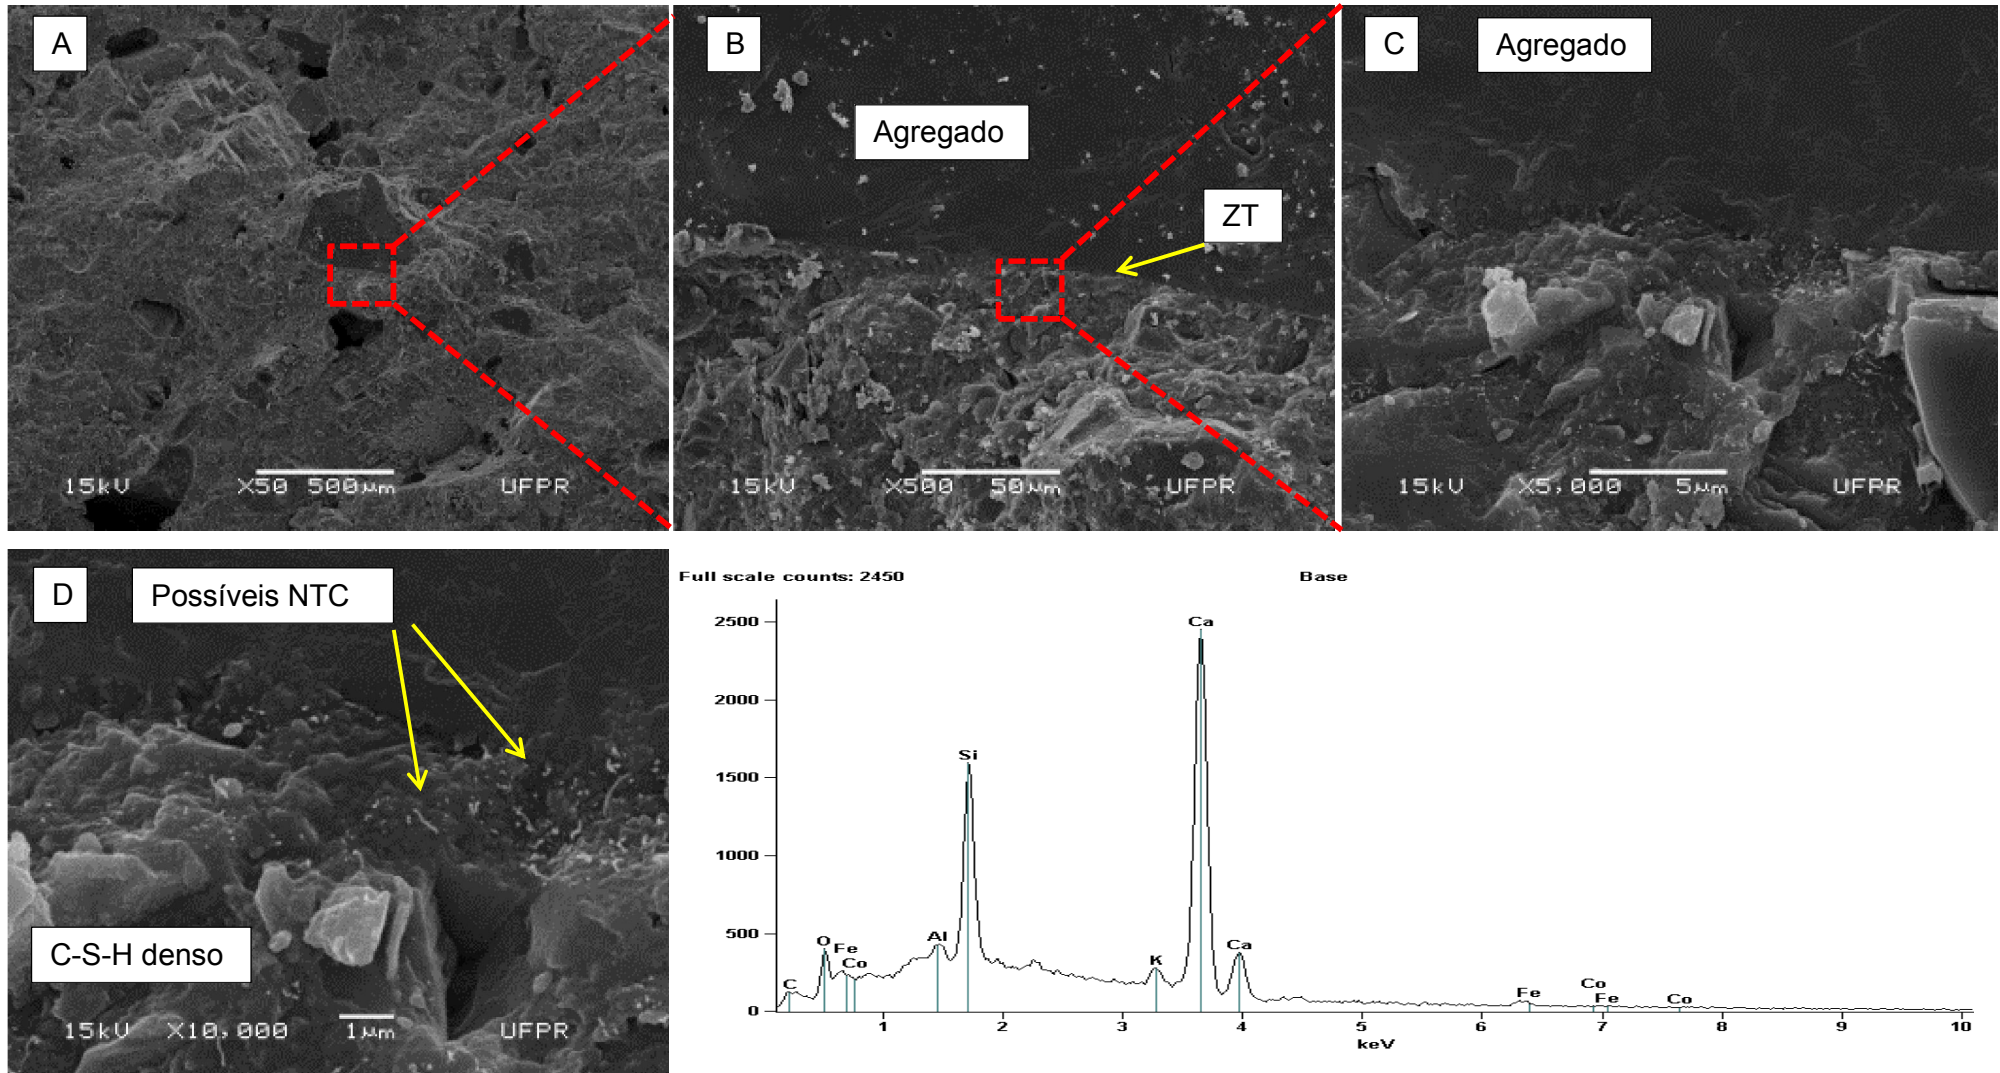 A
15kV X50 500µm UFPR
B
Agregado
ZT
15kV X500 50µm UFPR
C
Agregado
15kV X5,000 5µm UFPR
D
Possíveis NTC
C-S-H denso
15kV X10,000 1µm UFPR
Full scale counts: 2450
Base
2500
2000
1500
1000
500
0
C
O
Fe
Co
Al
Si
K
Ca
Ca
Fe
Co
Fe
Co
1 2 3 4 5 6 7 8 9 10
keV